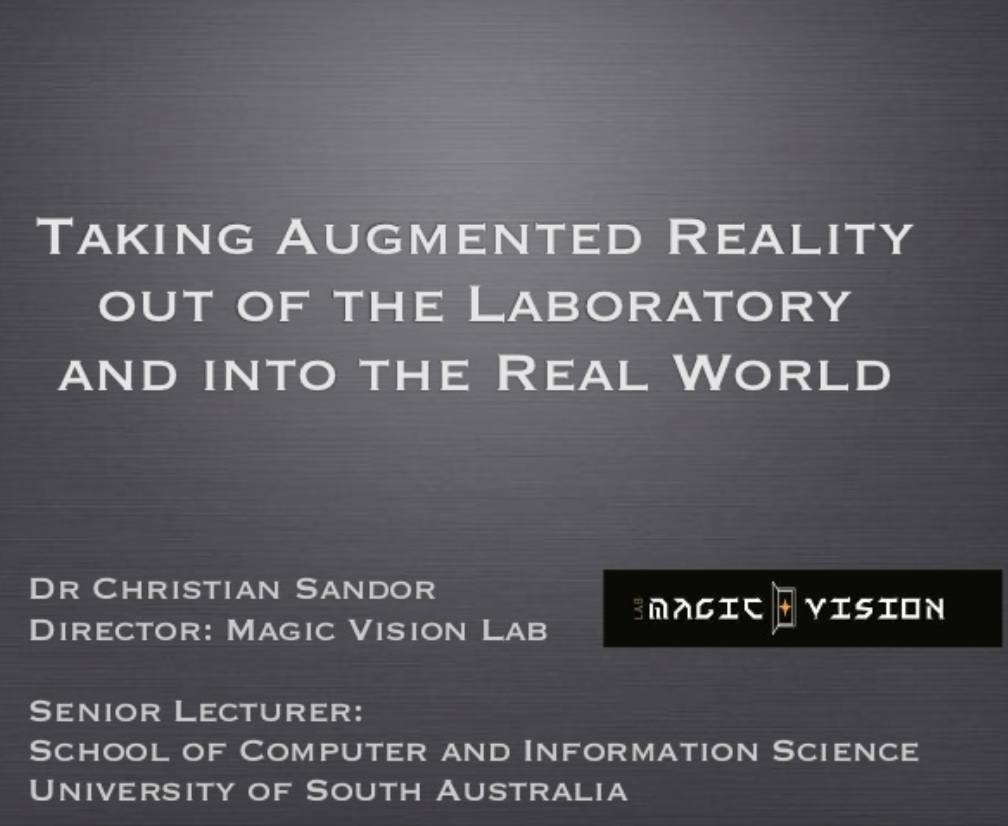 Taking Augmented Reality
out of the Laboratory
and into the Real World
Dr Christian Sandor
Director: Magic Vision Lab
LAB MAGIC VISION
Senior Lecturer:
School of Computer and Information Science
University of South Australia